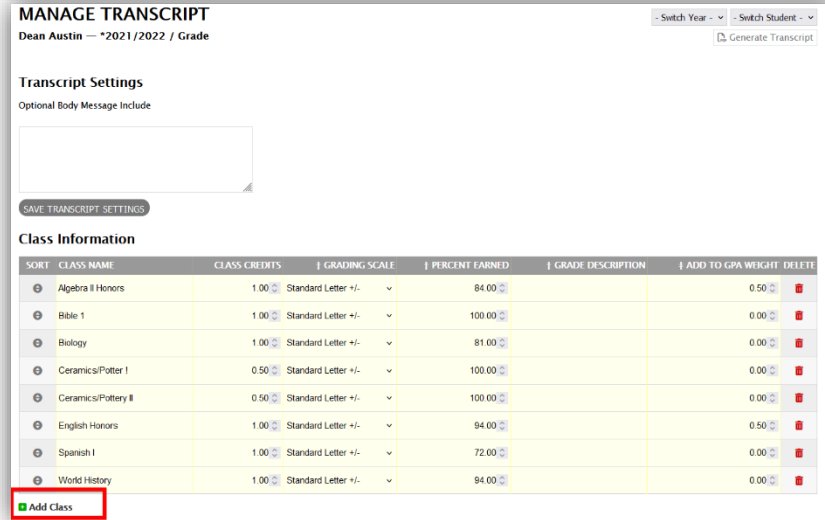 MANAGE TRANSCRIPT
- Switch Year - - Switch Student -
Dean Austin — *2021/2022 / Grade
Generate Transcript
Transcript Settings
Optional Body Message Include
SAVE TRANSCRIPT SETTINGS
Class Information
SORT CLASS NAME CLASS CREDITS † GRADING SCALE † PERCENT EARNED † GRADE DESCRIPTION † ADD TO GPA WEIGHT DELETE
Algebra II Honors 1.00 Standard Letter +/- 84.00 0.50
Bible 1 1.00 Standard Letter +/- 100.00 0.00
Biology 1.00 Standard Letter +/- 81.00 0.00
Ceramics/Potter I 0.50 Standard Letter +/- 100.00 0.00
Ceramics/Pottery II 0.50 Standard Letter +/- 100.00 0.00
English Honors 1.00 Standard Letter +/- 94.00 0.50
Spanish I 1.00 Standard Letter +/- 72.00 0.00
World History 1.00 Standard Letter +/- 94.00 0.00
Add Class